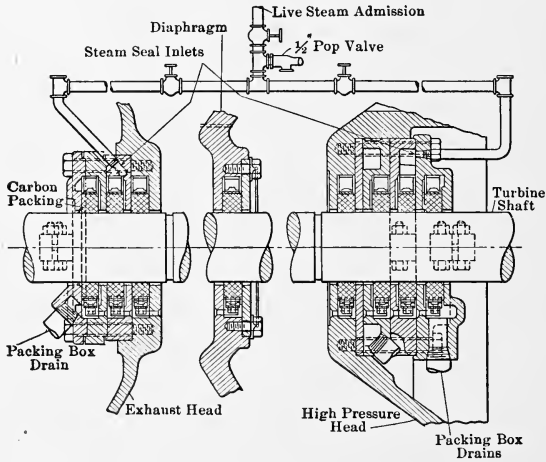 Diaphragm
Live Steam Admission
Steam Seal Inlets
1/2" Pop Valve
Carbon
Packing
Turbine
Shaft
Packing Box
Drain
Exhaust Head
High Pressure
Head
Packing Box
Drains